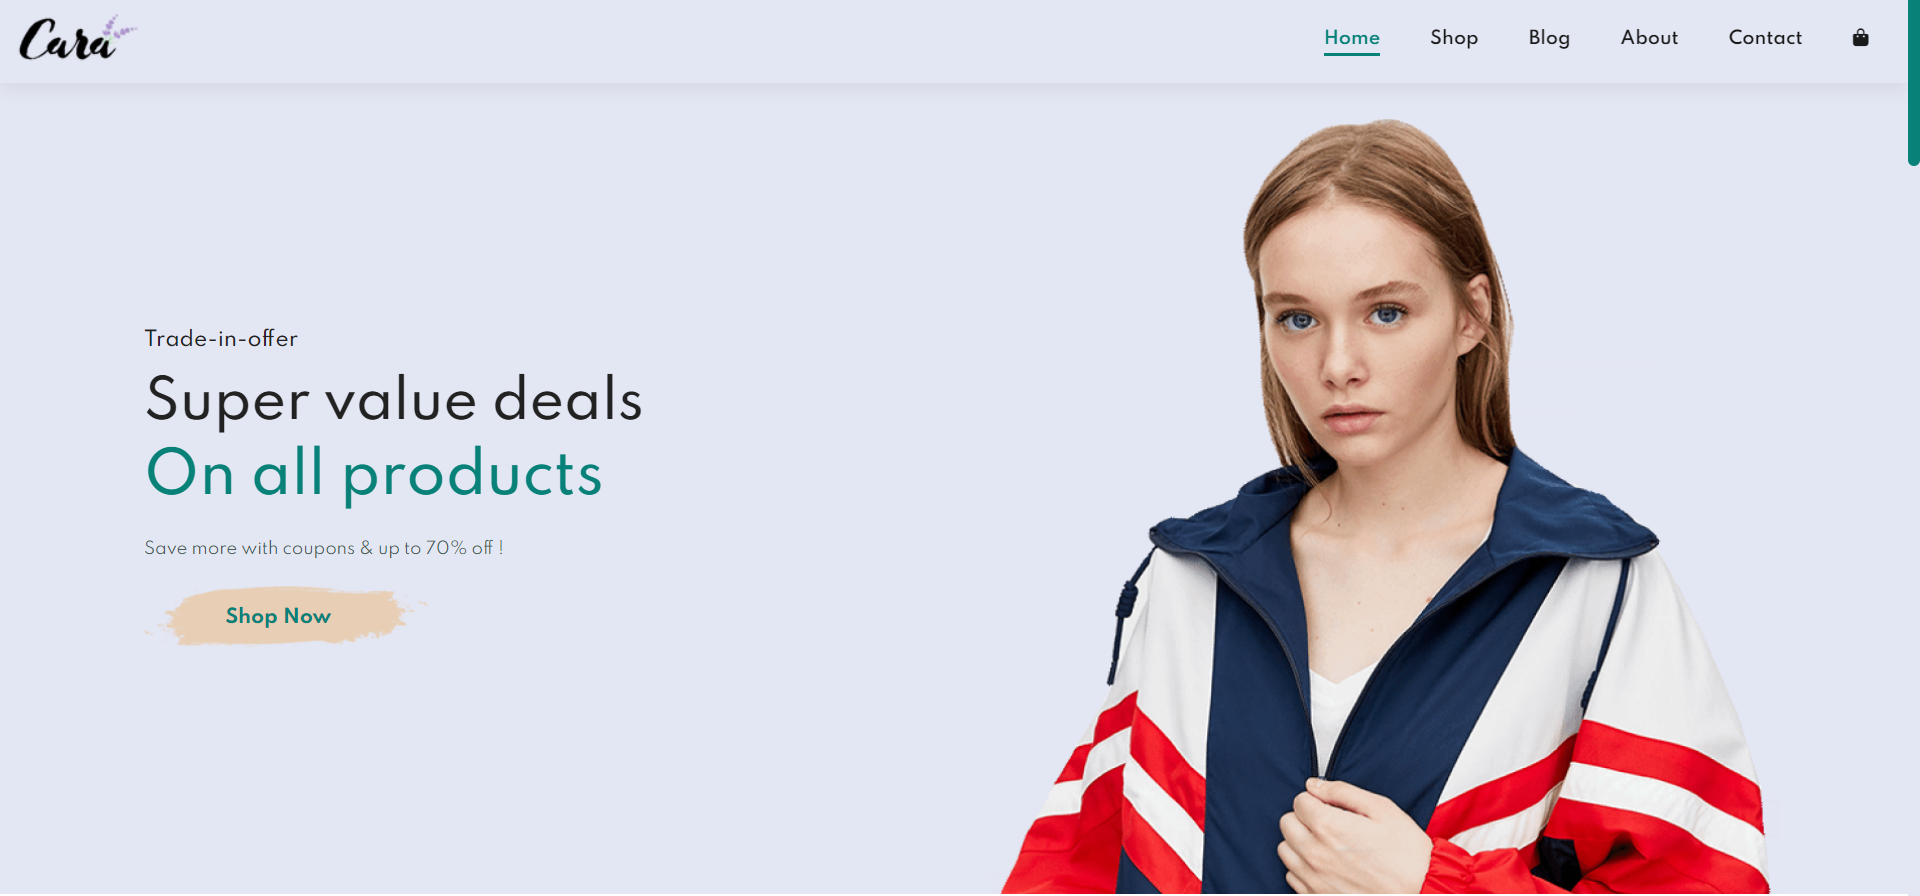 Cara
Home
Shop
Blog
About
Contact
Trade-in-offer
Super value deals
On all products
Save more with coupons & up to 70% off !
Shop Now